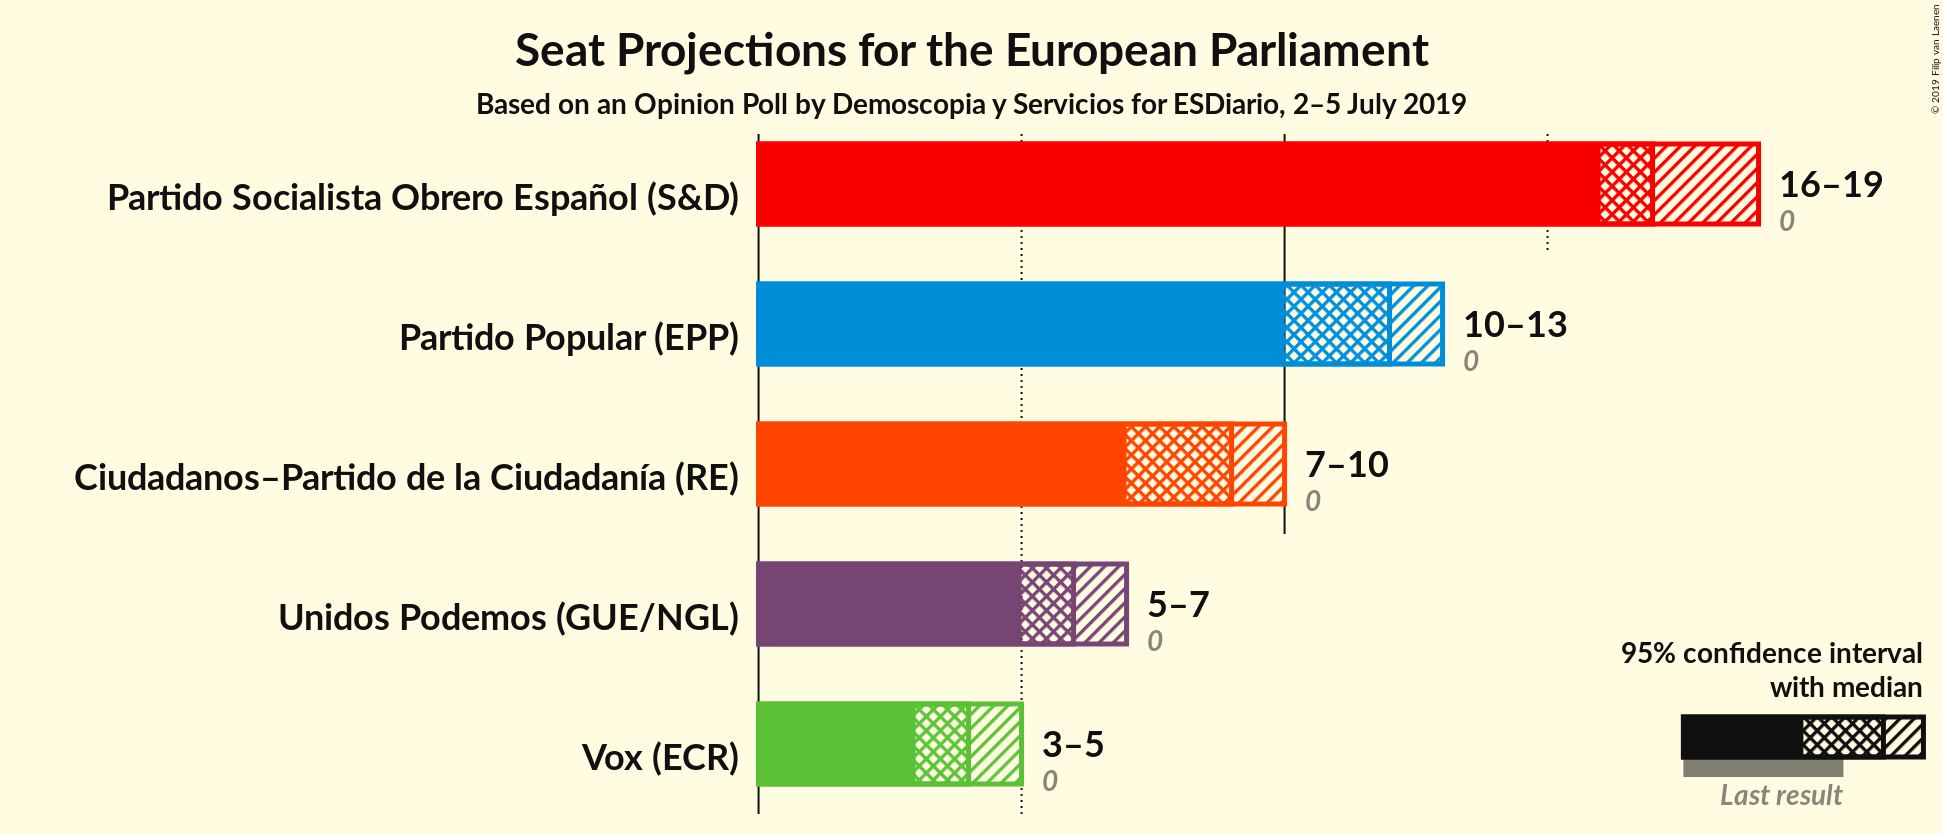 Seat Projections for the European Parliament
Based on an Opinion Poll by Demoscopia y Servicios for ESDiario, 2–5 July 2019
© 2019 Filip van Laenen
Partido Socialista Obrero Español (S&D)
16–19
0
Partido Popular (EPP)
10–13
0
Ciudadanos–Partido de la Ciudadanía (RE)
7–10
0
Unidos Podemos (GUE/NGL)
5–7
0
Vox (ECR)
3–5
0
95% confidence interval
with median
Last result